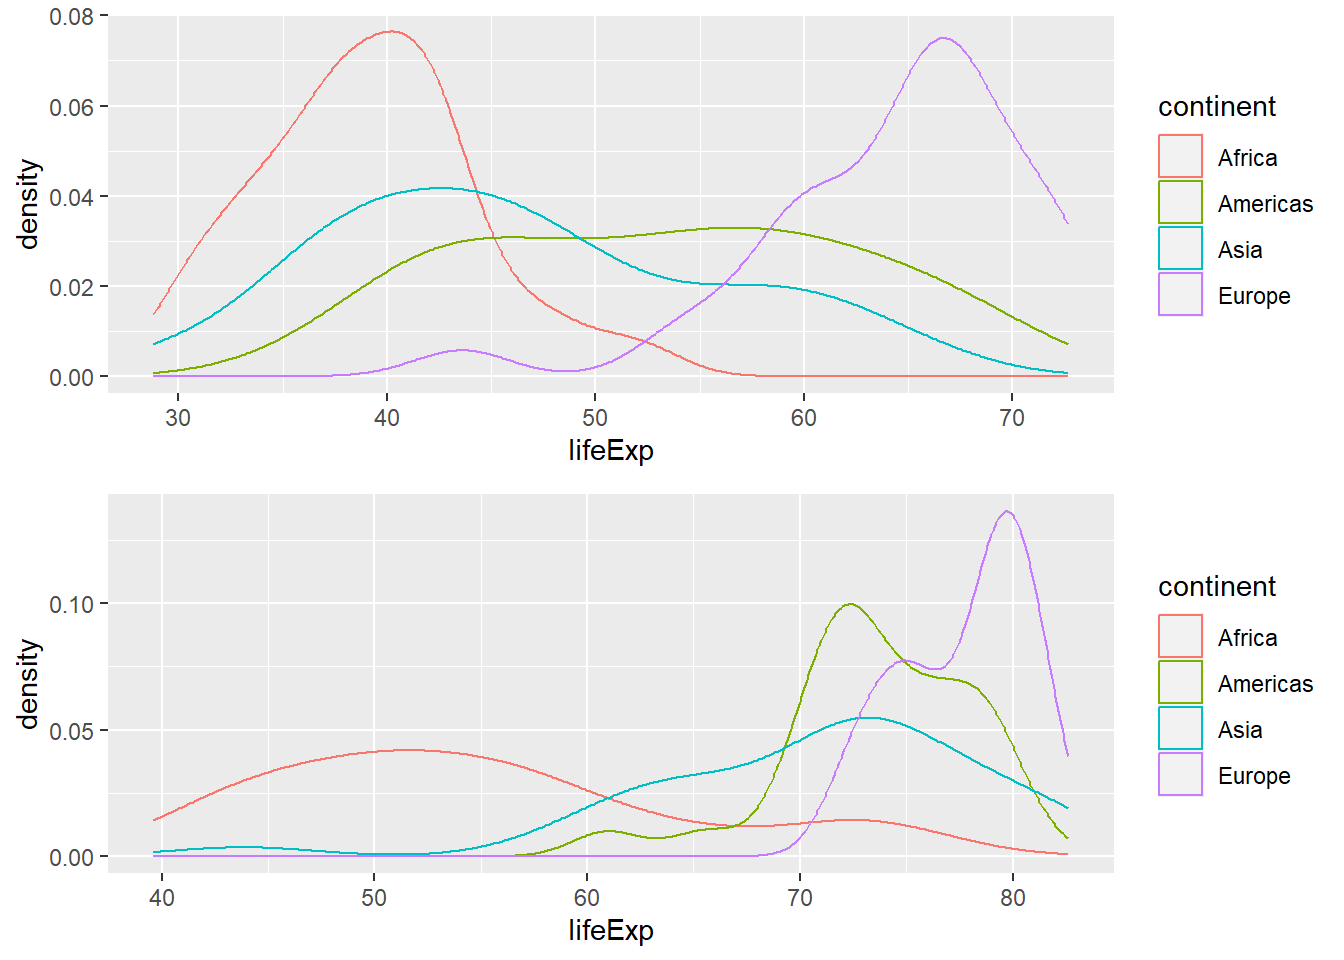 0.08
0.06
0.04
0.02
0.00
density
30 40 50 60 70
lifeExp
continent
Africa
Americas
Asia
Europe
0.10
0.05
0.00
density
40 50 60 70 80
lifeExp
continent
Africa
Americas
Asia
Europe